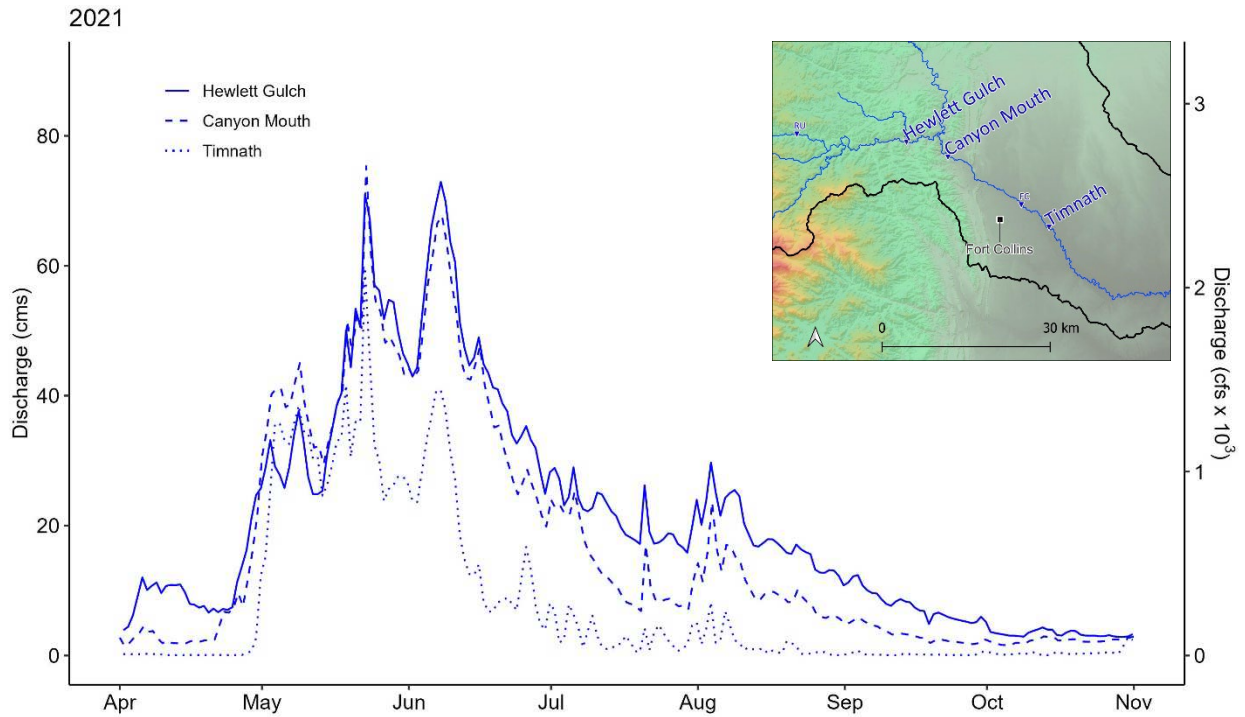 2021
Hewlett Gulch
Canyon Mouth
Timnath
Discharge (cms)
80
60
40
20
0
Discharge (cfs x 10³)
3
2
1
0
Apr
May
Jun
Jul
Aug
Sep
Oct
Nov
RU
Hewlett Gulch
Canyon Mouth
FC
Timnath
Fort Collins
0
30 km